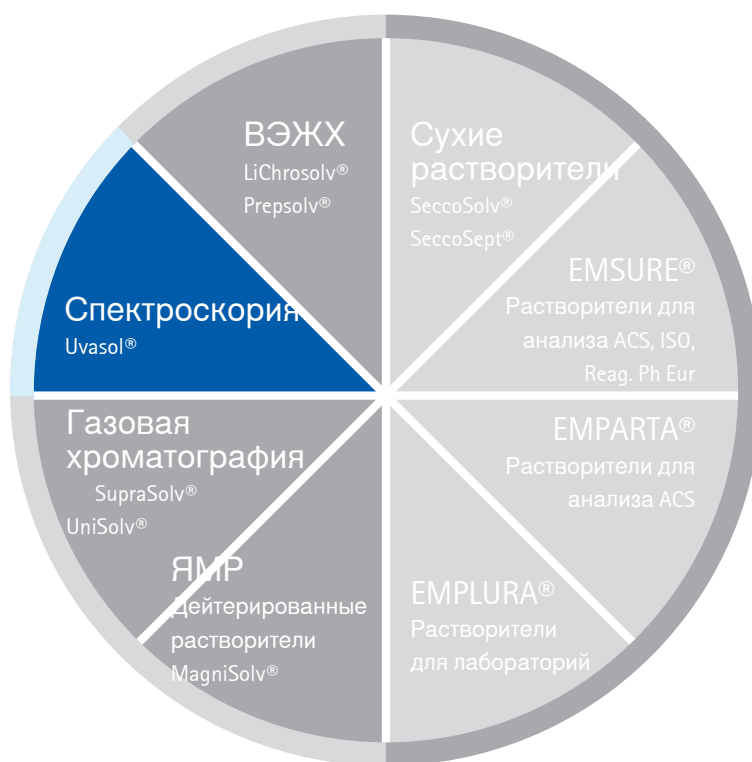 ВЭЖХ
LiChrosolv®
Prepsolv®
Сухие
растворители
SeccoSolv®
SeccoSept®
EMSURE®
Растворители для
анализа ACS, ISO,
Reag. Ph Eur
EMPARTA®
Растворители для
анализа ACS
EMPLURA®
Растворители
для лабораторий
ЯМР
Дейтерированные
растворители
MagniSolv®
Газовая
хроматография
SupraSolv®
UniSolv®
Спектроскория
Uvasol®